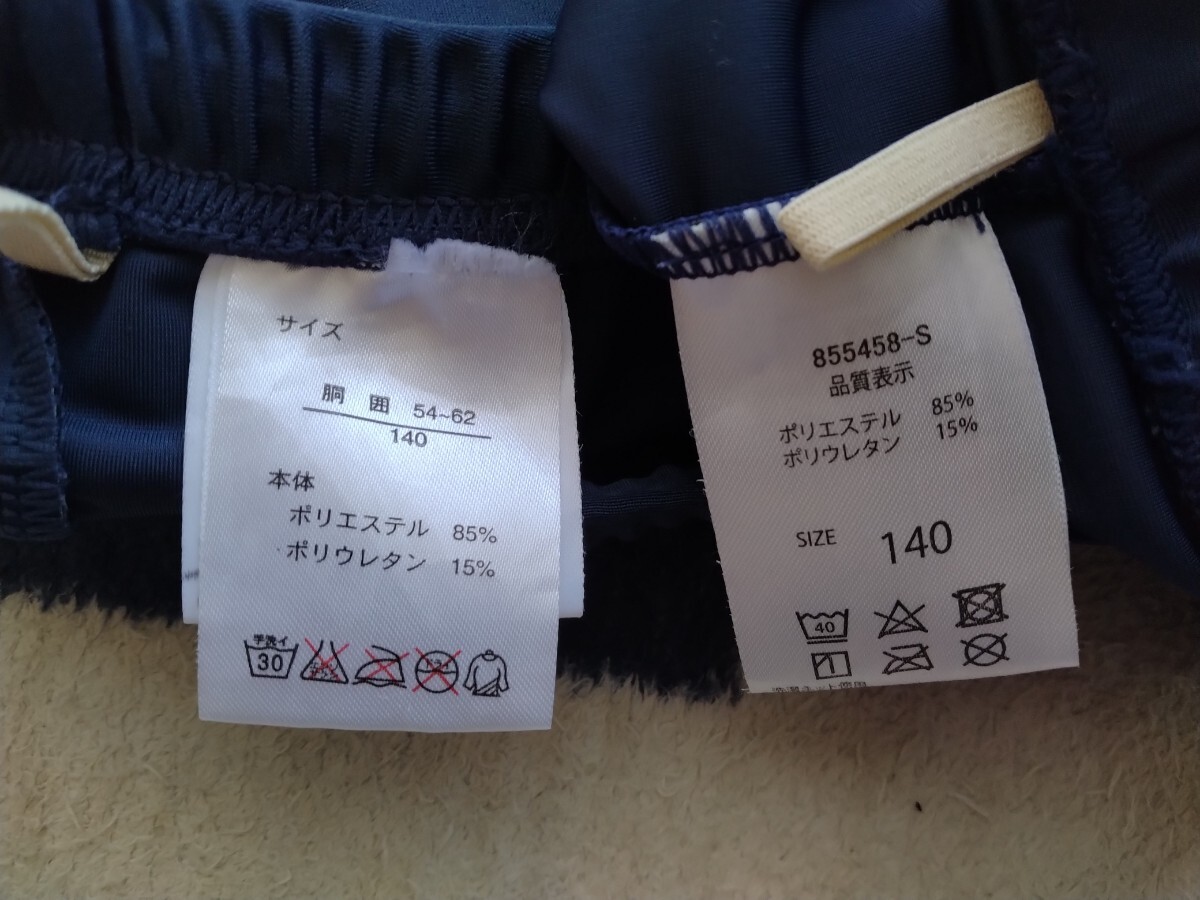 サイズ
胴 囲 54~62
140
本体
ポリエステル 85%
ポリウレタン 15%
手洗イ
30
855458-S
品質表示
ポリエステル 85%
ポリウレタン 15%
SIZE 140
40